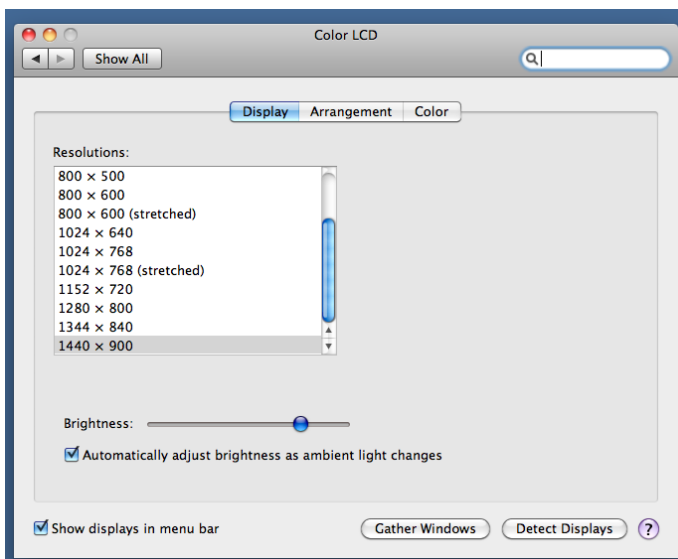 Color LCD
Show All
Display Arrangement Color
Resolutions:
800 × 500
800 × 600
800 × 600 (stretched)
1024 × 640
1024 × 768
1024 × 768 (stretched)
1152 × 720
1280 × 800
1344 × 840
1440 × 900
Brightness:
Automatically adjust brightness as ambient light changes
Show displays in menu bar Gather Windows Detect Displays ?